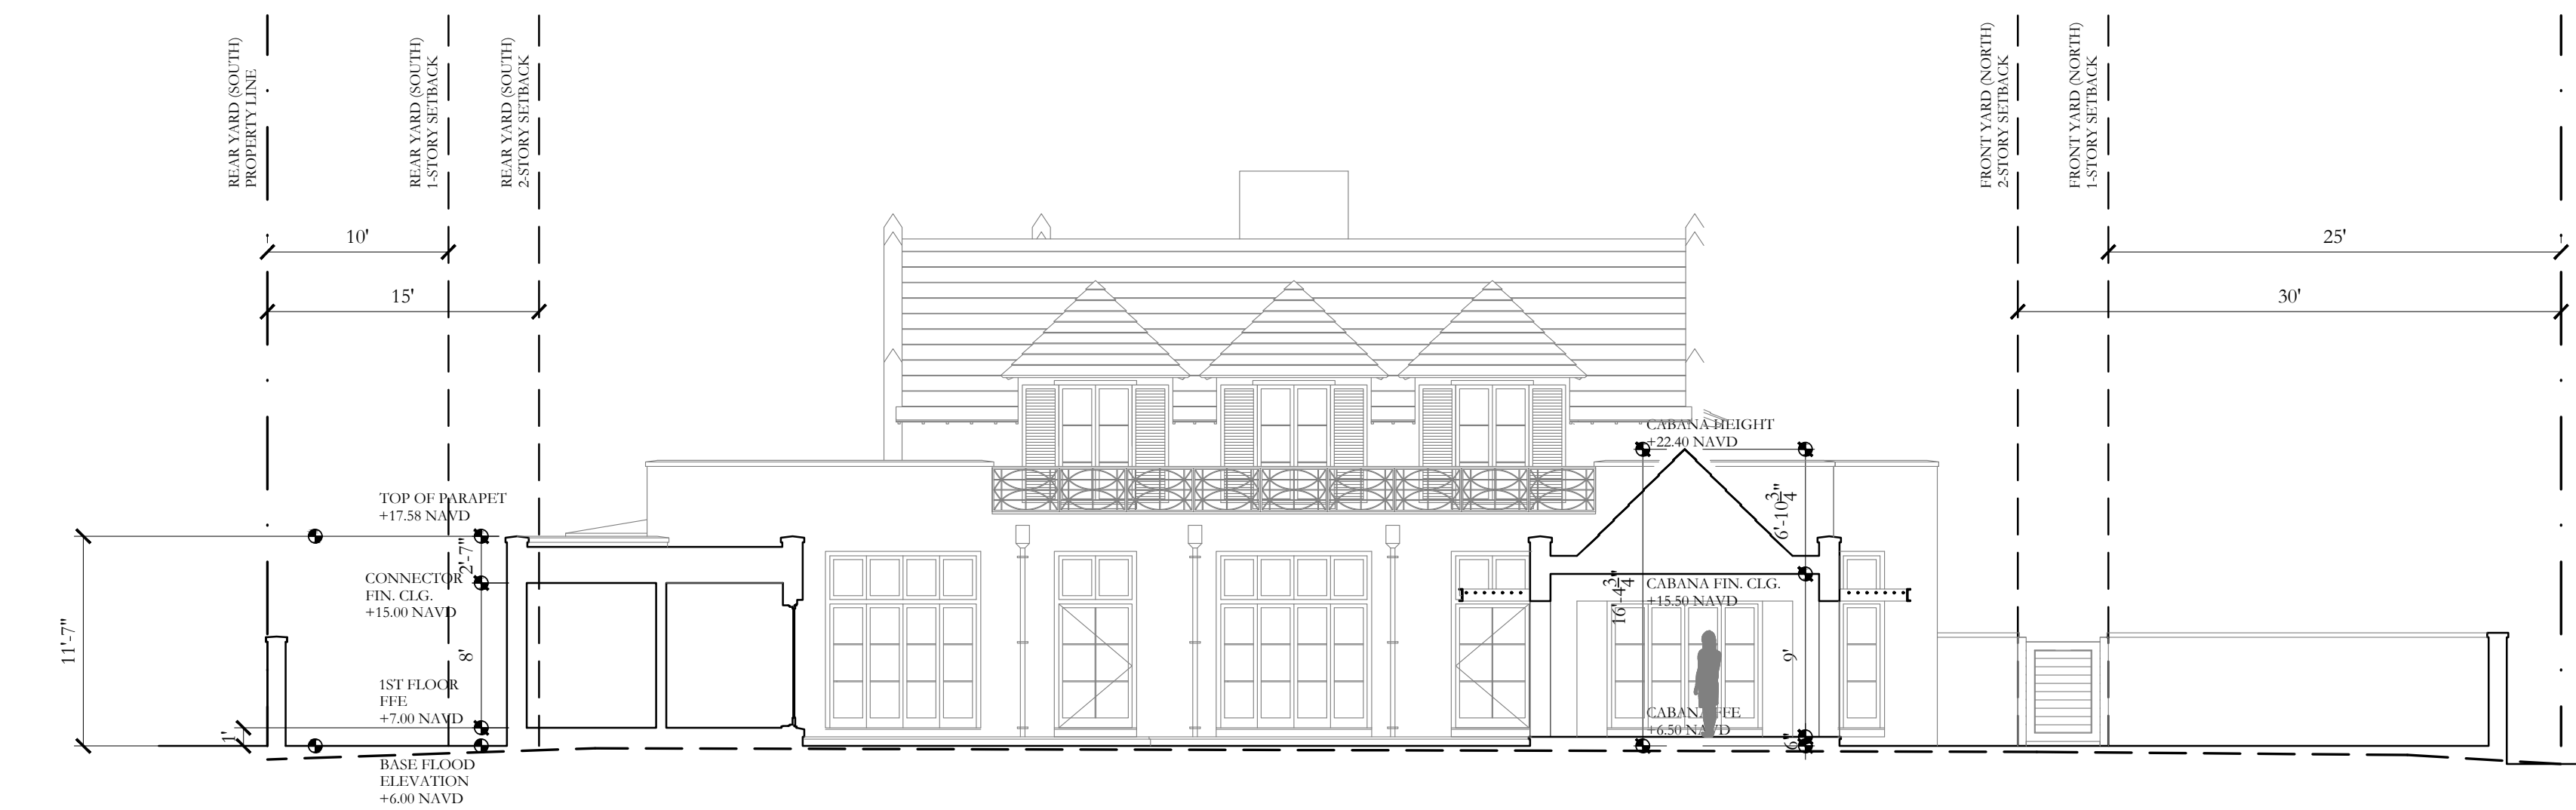 REAR YARD (SOUTH)
PROPERTY LINE
REAR YARD (SOUTH)
1-STORY SETBACK
REAR YARD (SOUTH)
2-STORY SETBACK
FRONT YARD (NORTH)
2-STORY SETBACK
FRONT YARD (NORTH)
1-STORY SETBACK
10'
25'
15'
30'
CABANA HEIGHT
+22.40 NAVD
TOP OF PARAPET
+17.58 NAVD
6'-10 3/4"
2'-7"
CONNECTOR
FIN. CLG.
+15.00 NAVD
CABANA FIN. CLG.
+15.50 NAVD
16'-4 3/4"
11'-7"
8'
9'
1ST FLOOR
FFE
+7.00 NAVD
CABANA FFE
+6.50 NAVD
1'
6"
BASE FLOOD
ELEVATION
+6.00 NAVD